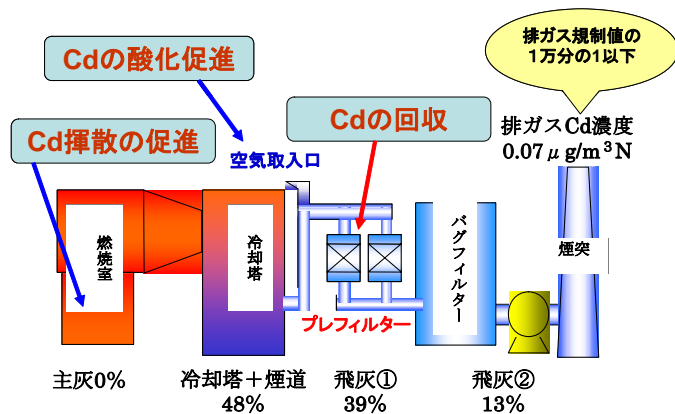 排ガス規制値の
1万分の1以下
Cdの酸化促進
Cdの回収
Cd揮散の促進
排ガスCd濃度
0.07μg/m³N
空気取入口
燃焼室
冷却塔
バグフィルター
煙突
プレフィルター
主灰0%
冷却塔＋煙道
48%
飛灰①
39%
飛灰②
13%